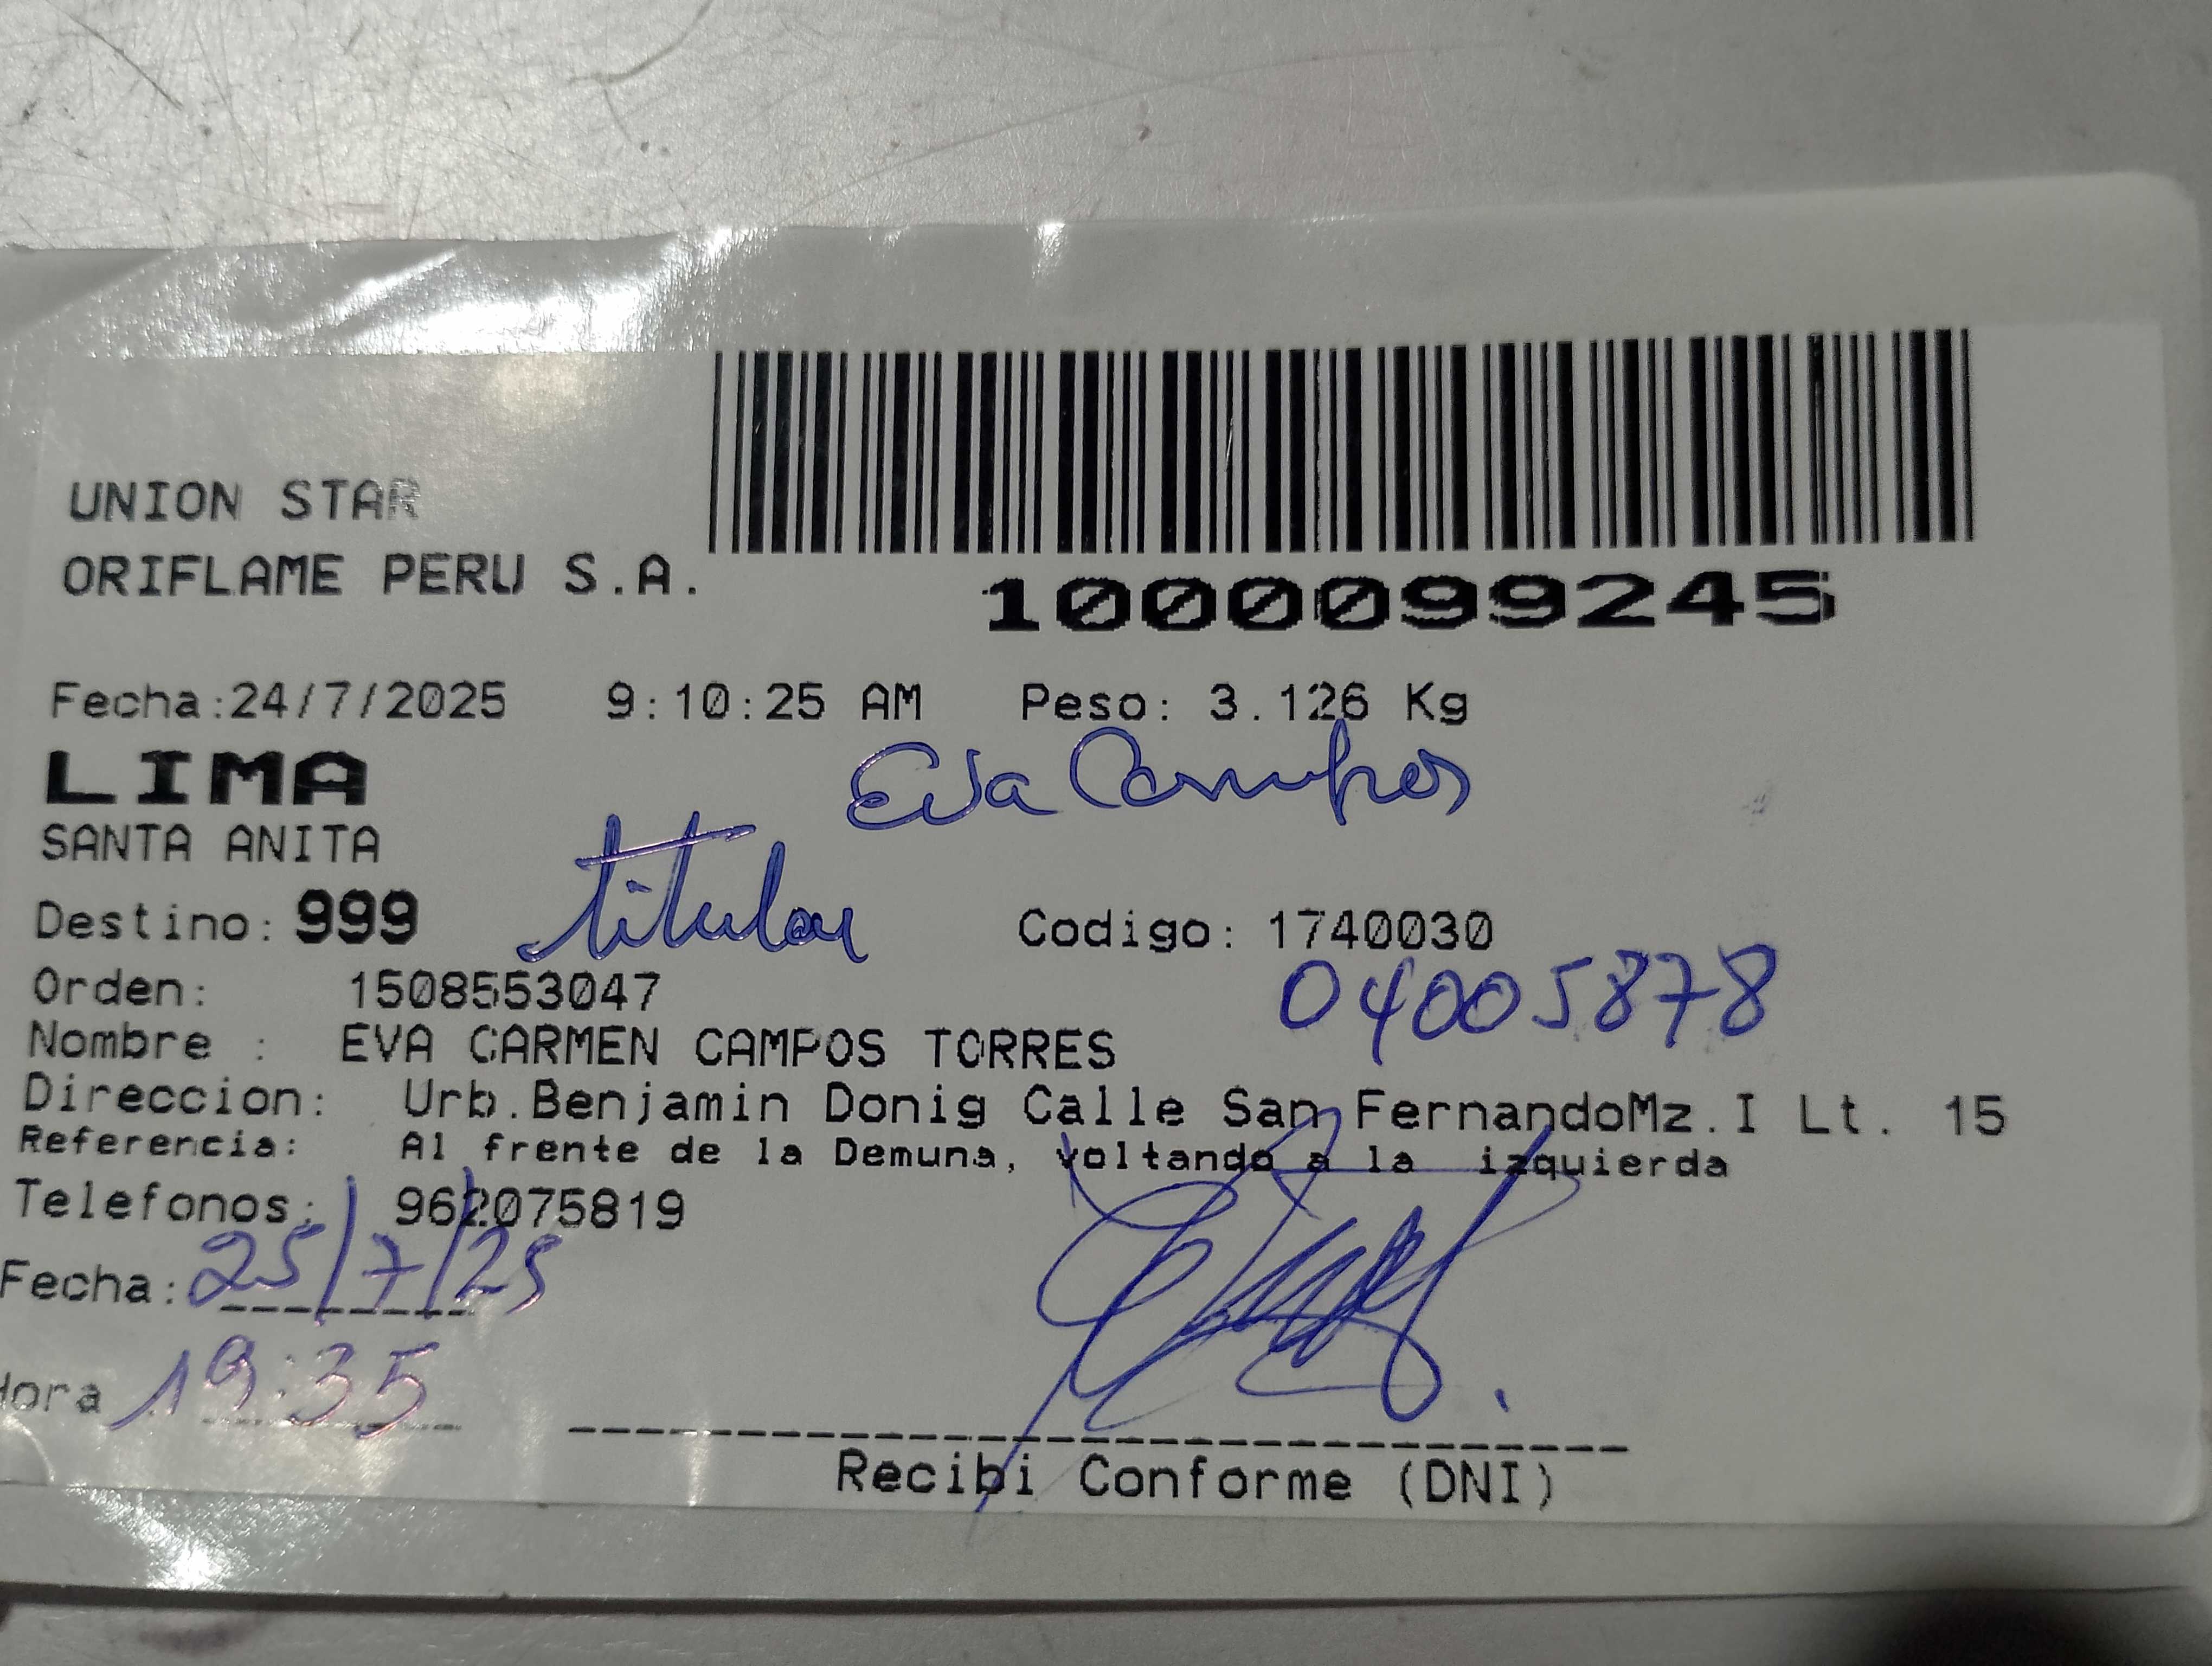 UNION STAR
ORIFLAME PERU S.A.
1000099245
Fecha:24/7/2025 9:10:25 AM Peso: 3.126 Kg
LIMA
Eva Campos
SANTA ANITA
titular
Destino: 999 Codigo: 1740030
Orden: 1508553047
04005878
Nombre : EVA CARMEN CAMPOS TORRES
Direccion: Urb.Benjamin Donig Calle San FernandoMz.I Lt. 15
Referencia: Al frente de la Demuna, voltando a la izquierda
Telefonos: 962075819
Fecha: 25/7/25
Hora 19:35
Recibi Conforme (DNI)